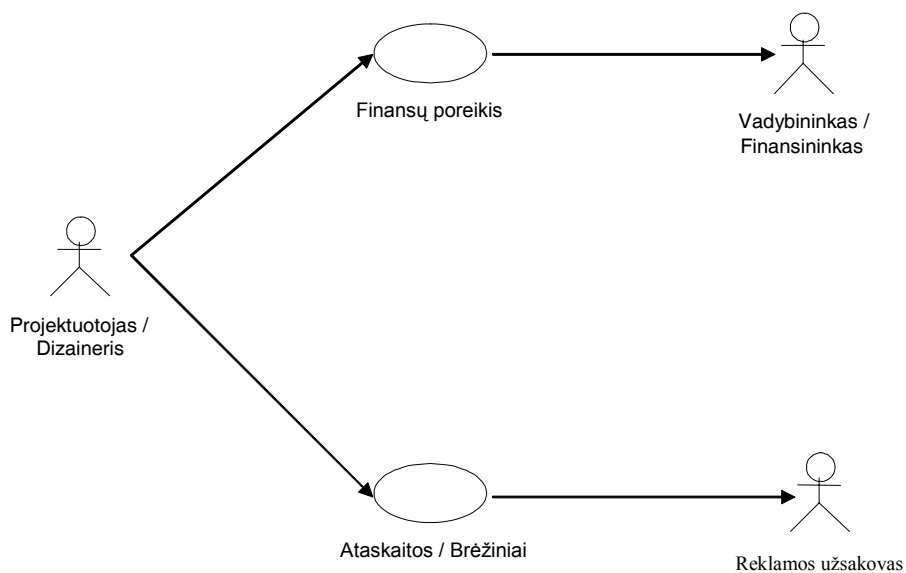 Finansų poreikis
Vadybininkas /
Finansininkas
Projektuotojas /
Dizaineris
Ataskaitos / Brėžiniai
Reklamos užsakovas